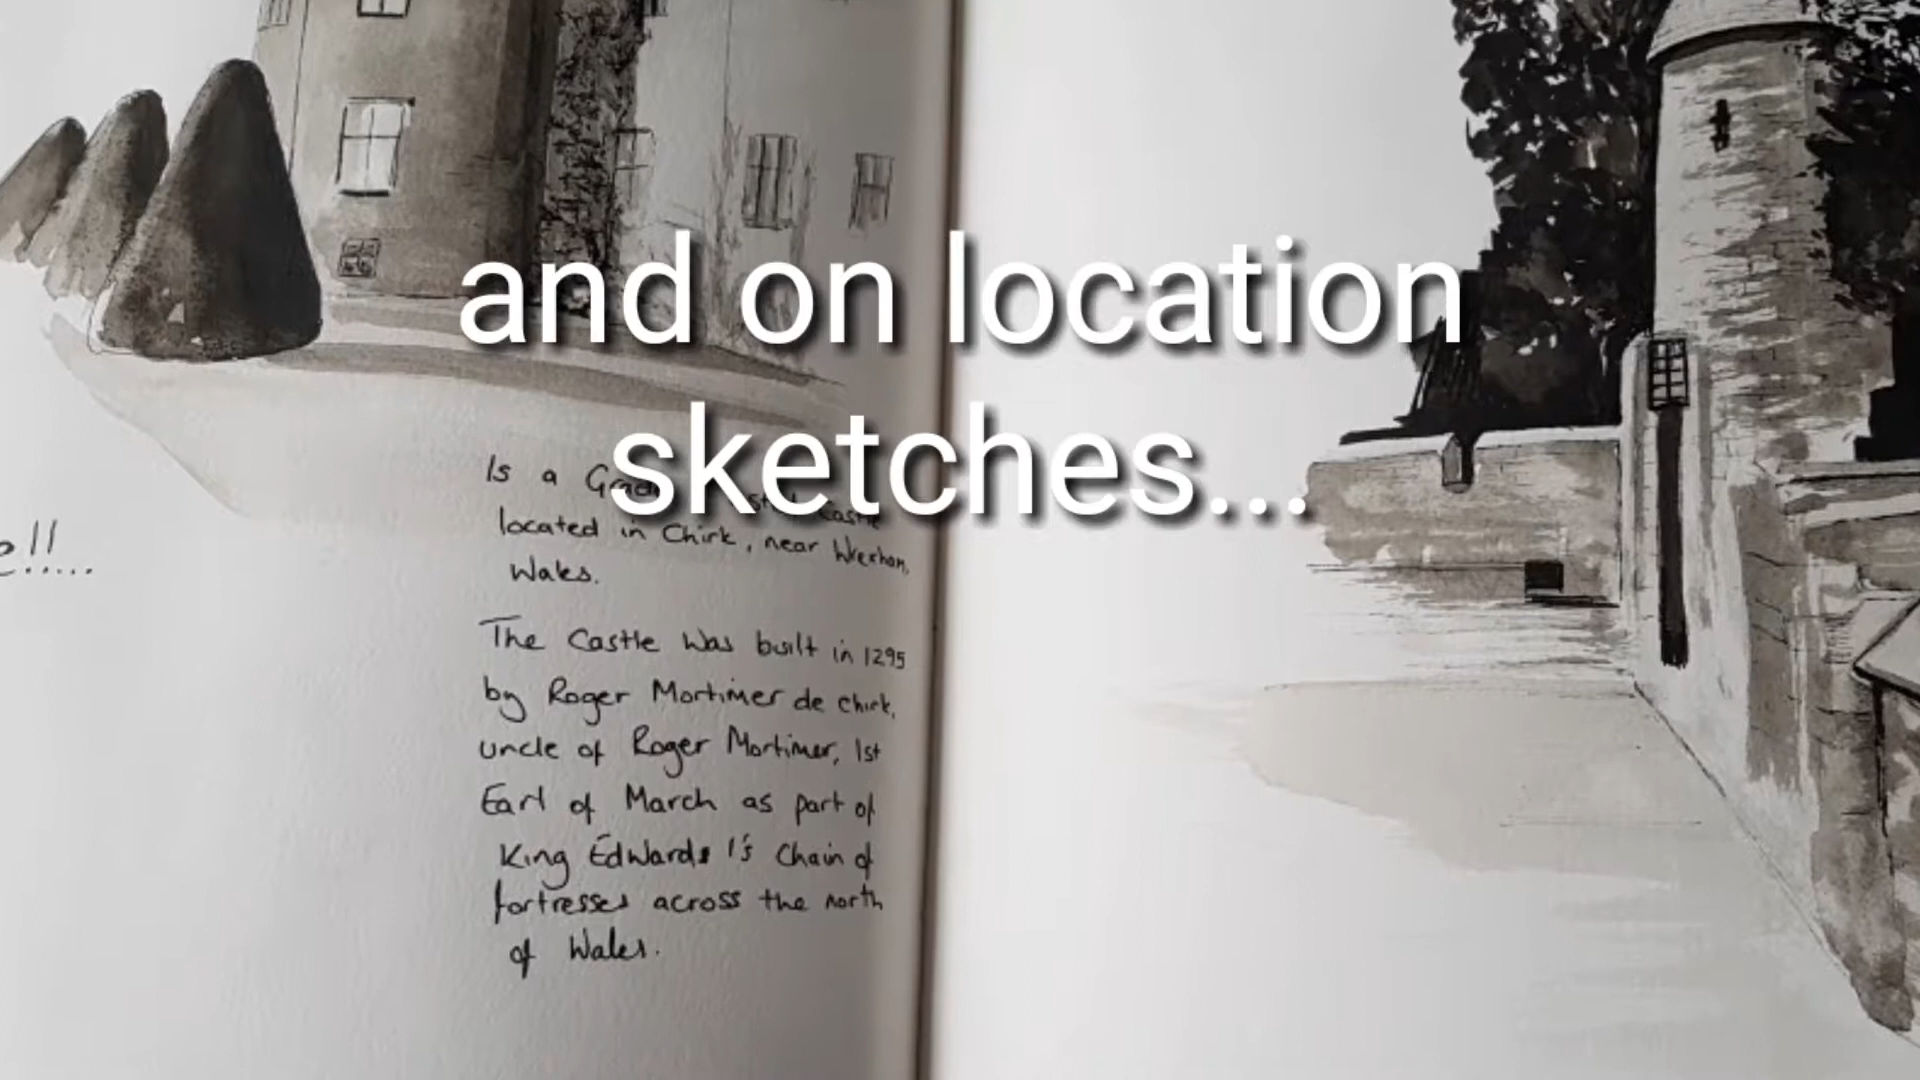 and on location
sketches...
Is a
Castle
located in Chirk, near Wrexham,
Wales.
The Castle was built in 1295
by Roger Mortimer de Chirk,
uncle of Roger Mortimer, 1st
Earl of March as part of
King Edwards 1's Chain of
fortresses across the north
of Wales.